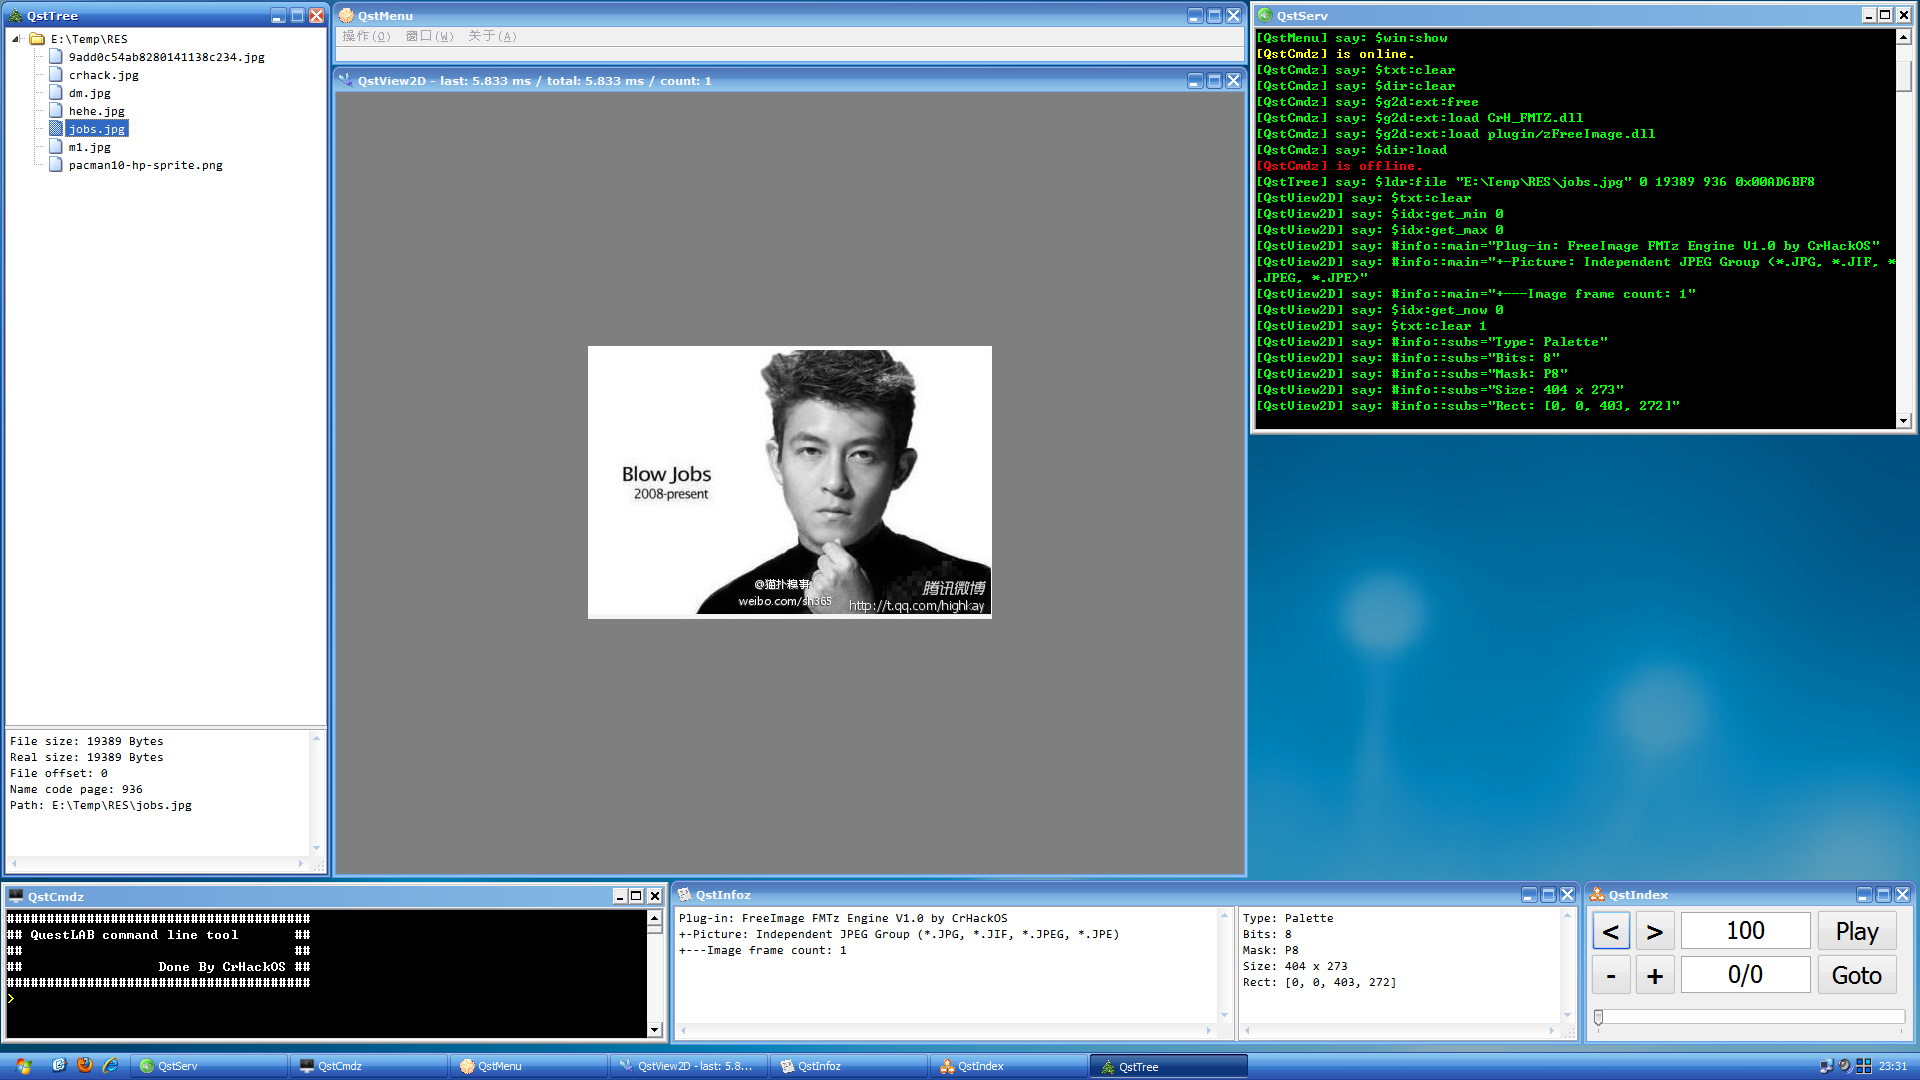 QstTree
E:\Temp\RES
9add0c54ab8280141138c234.jpg
crhack.jpg
dm.jpg
hehe.jpg
jobs.jpg
m1.jpg
pacman10-hp-sprite.png
File size: 19389 Bytes
Real size: 19389 Bytes
File offset: 0
Name code page: 936
Path: E:\Temp\RES\jobs.jpg
QstMenu
操作(O) 窗口(W) 关于(A)
QstView2D - last: 5.833 ms / total: 5.833 ms / count: 1
Blow Jobs
2008-present
@猫扑糗事
weibo.com/sh365
腾讯微博
http://t.qq.com/highkay
QstServ
[QstMenu] say: $win:show
[QstCmdz] is online.
[QstCmdz] say: $txt:clear
[QstCmdz] say: $dir:clear
[QstCmdz] say: $g2d:ext:free
[QstCmdz] say: $g2d:ext:load CrH_FMTZ.dll
[QstCmdz] say: $g2d:ext:load plugin/zFreeImage.dll
[QstCmdz] say: $dir:load
[QstCmdz] is offline.
[QstTree] say: $ldr:file "E:\Temp\RES\jobs.jpg" 0 19389 936 0x00AD6BF8
[QstView2D] say: $txt:clear
[QstView2D] say: $idx:get_min 0
[QstView2D] say: $idx:get_max 0
[QstView2D] say: #info::main="Plug-in: FreeImage FMTz Engine V1.0 by CrHackOS"
[QstView2D] say: #info::main="+-Picture: Independent JPEG Group (*.JPG, *.JIF, *
.JPEG, *.JPE)"
[QstView2D] say: #info::main="+---Image frame count: 1"
[QstView2D] say: $idx:get_now 0
[QstView2D] say: $txt:clear 1
[QstView2D] say: #info::subs="Type: Palette"
[QstView2D] say: #info::subs="Bits: 8"
[QstView2D] say: #info::subs="Mask: P8"
[QstView2D] say: #info::subs="Size: 404 x 273"
[QstView2D] say: #info::subs="Rect: [0, 0, 403, 272]"
QstCmdz
######################################
## QuestLAB command line tool       ##
##                                  ##
##                 Done By CrHackOS ##
######################################
>
QstInfoz
Plug-in: FreeImage FMTz Engine V1.0 by CrHackOS
+-Picture: Independent JPEG Group (*.JPG, *.JIF, *.JPEG, *.JPE)
+---Image frame count: 1
Type: Palette
Bits: 8
Mask: P8
Size: 404 x 273
Rect: [0, 0, 403, 272]
QstIndex
< > 100 Play
- + 0/0 Goto
QstServ QstCmdz QstMenu QstView2D - last: 5.8... QstInfoz QstIndex QstTree 23:31